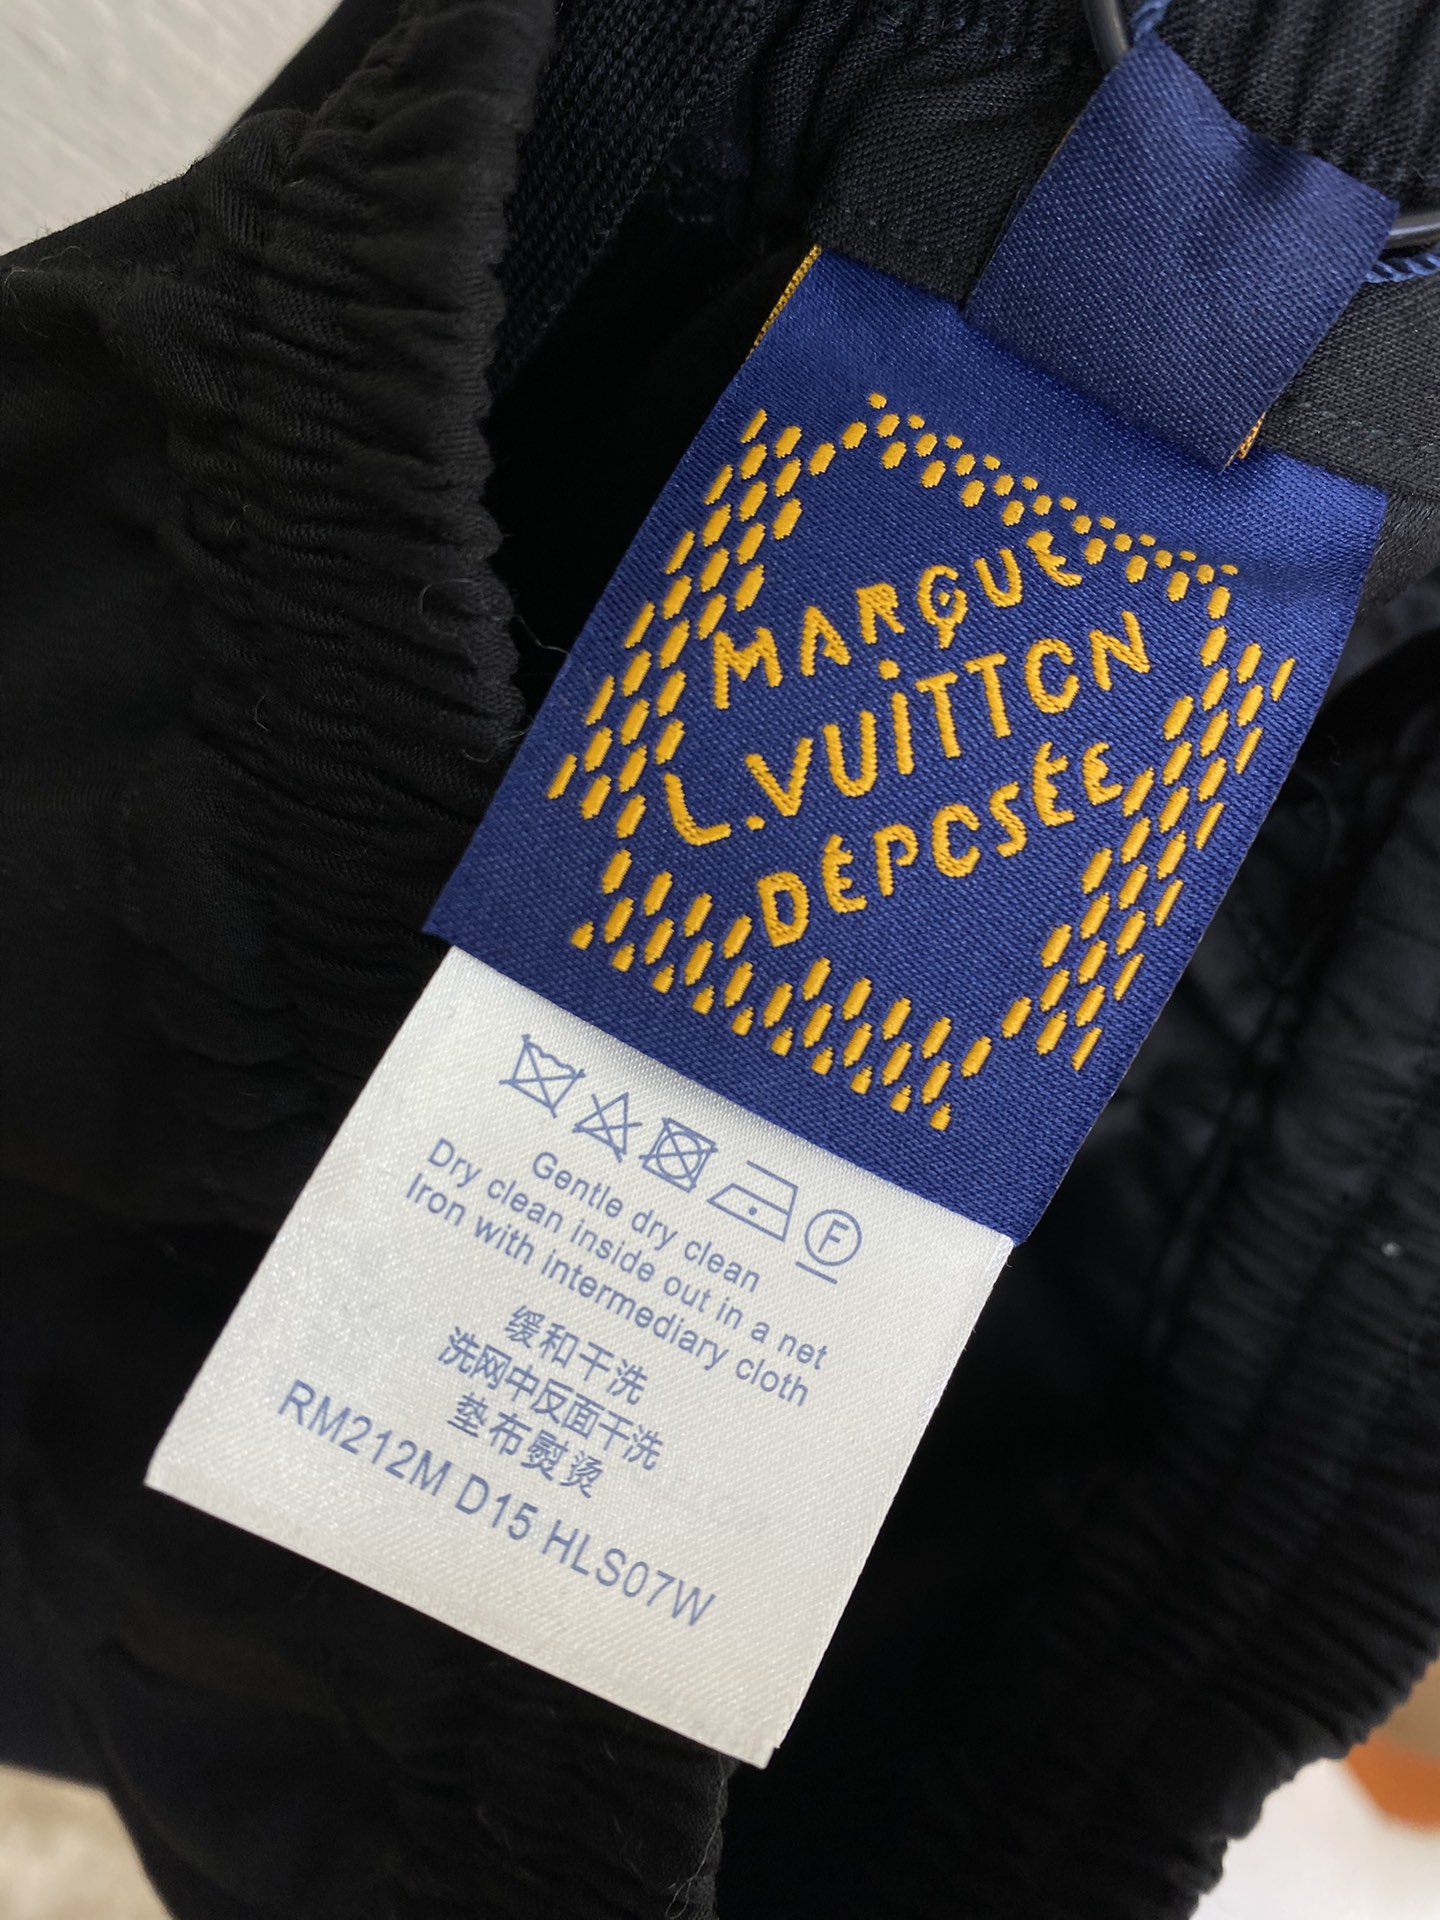 MARQUE
L.VUITTON
DÉPOSÉE
F
Gentle dry clean
Dry clean inside out in a net
Iron with intermediary cloth
缓和干洗
洗网中反面干洗
垫布熨烫
RM212M D15 HLS07W